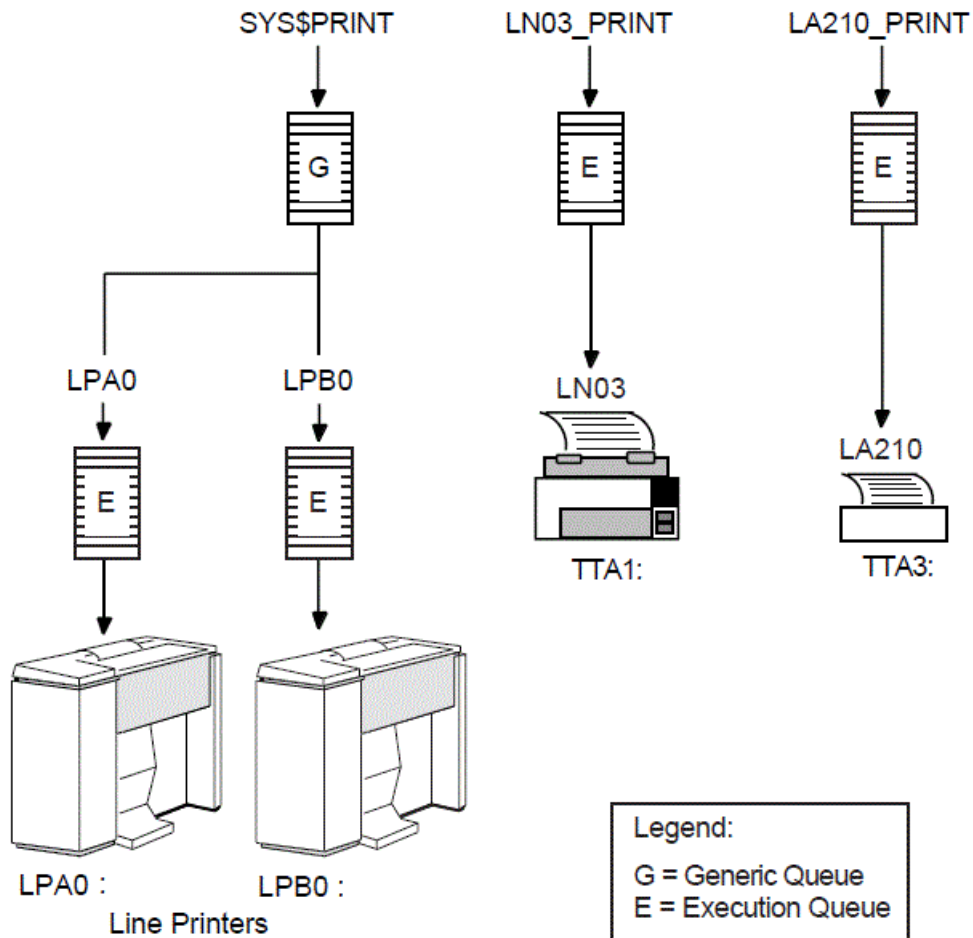 SYS$PRINT
LN03_PRINT
LA210_PRINT
G
E
E
LPA0
LPB0
LN03
LA210
E
E
TTA1:
TTA3:
LPA0 :
LPB0 :
Line Printers
Legend:
G = Generic Queue
E = Execution Queue